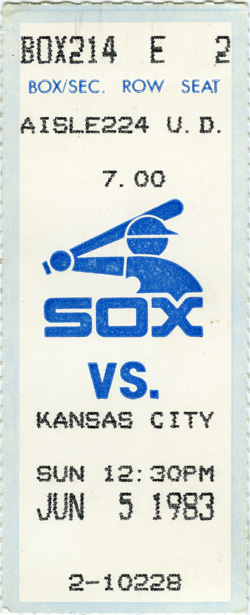 BOX214 E 2
BOX/SEC. ROW SEAT
AISLE224 U.D.
7.00
SOX
VS.
KANSAS CITY
SUN 12:30PM
JUN 5 1983
2-10228